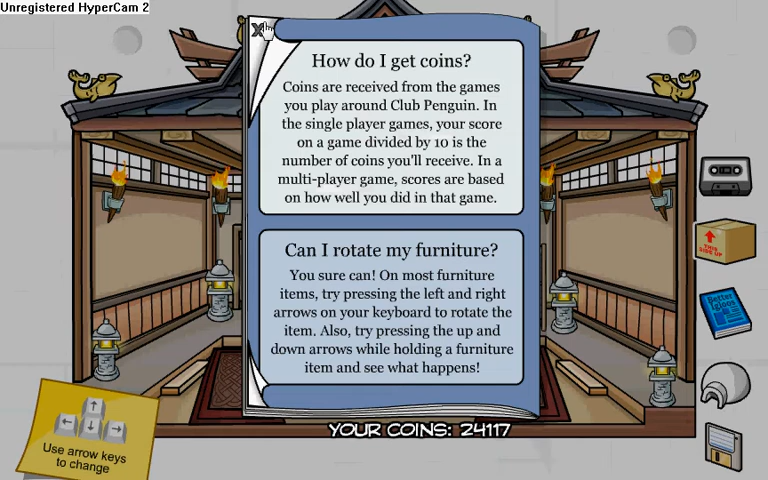 Unregistered HyperCam 2
How do I get coins?
Coins are received from the games
you play around Club Penguin. In
the single player games, your score
on a game divided by 10 is the
number of coins you'll receive. In a
multi-player game, scores are based
on how well you did in that game.
Can I rotate my furniture?
You sure can! On most furniture
items, try pressing the left and right
arrows on your keyboard to rotate the
item. Also, try pressing the up and
down arrows while holding a furniture
item and see what happens!
THIS
SIDE UP
Better
Igloos
Use arrow keys
to change
YOUR COINS: 24117